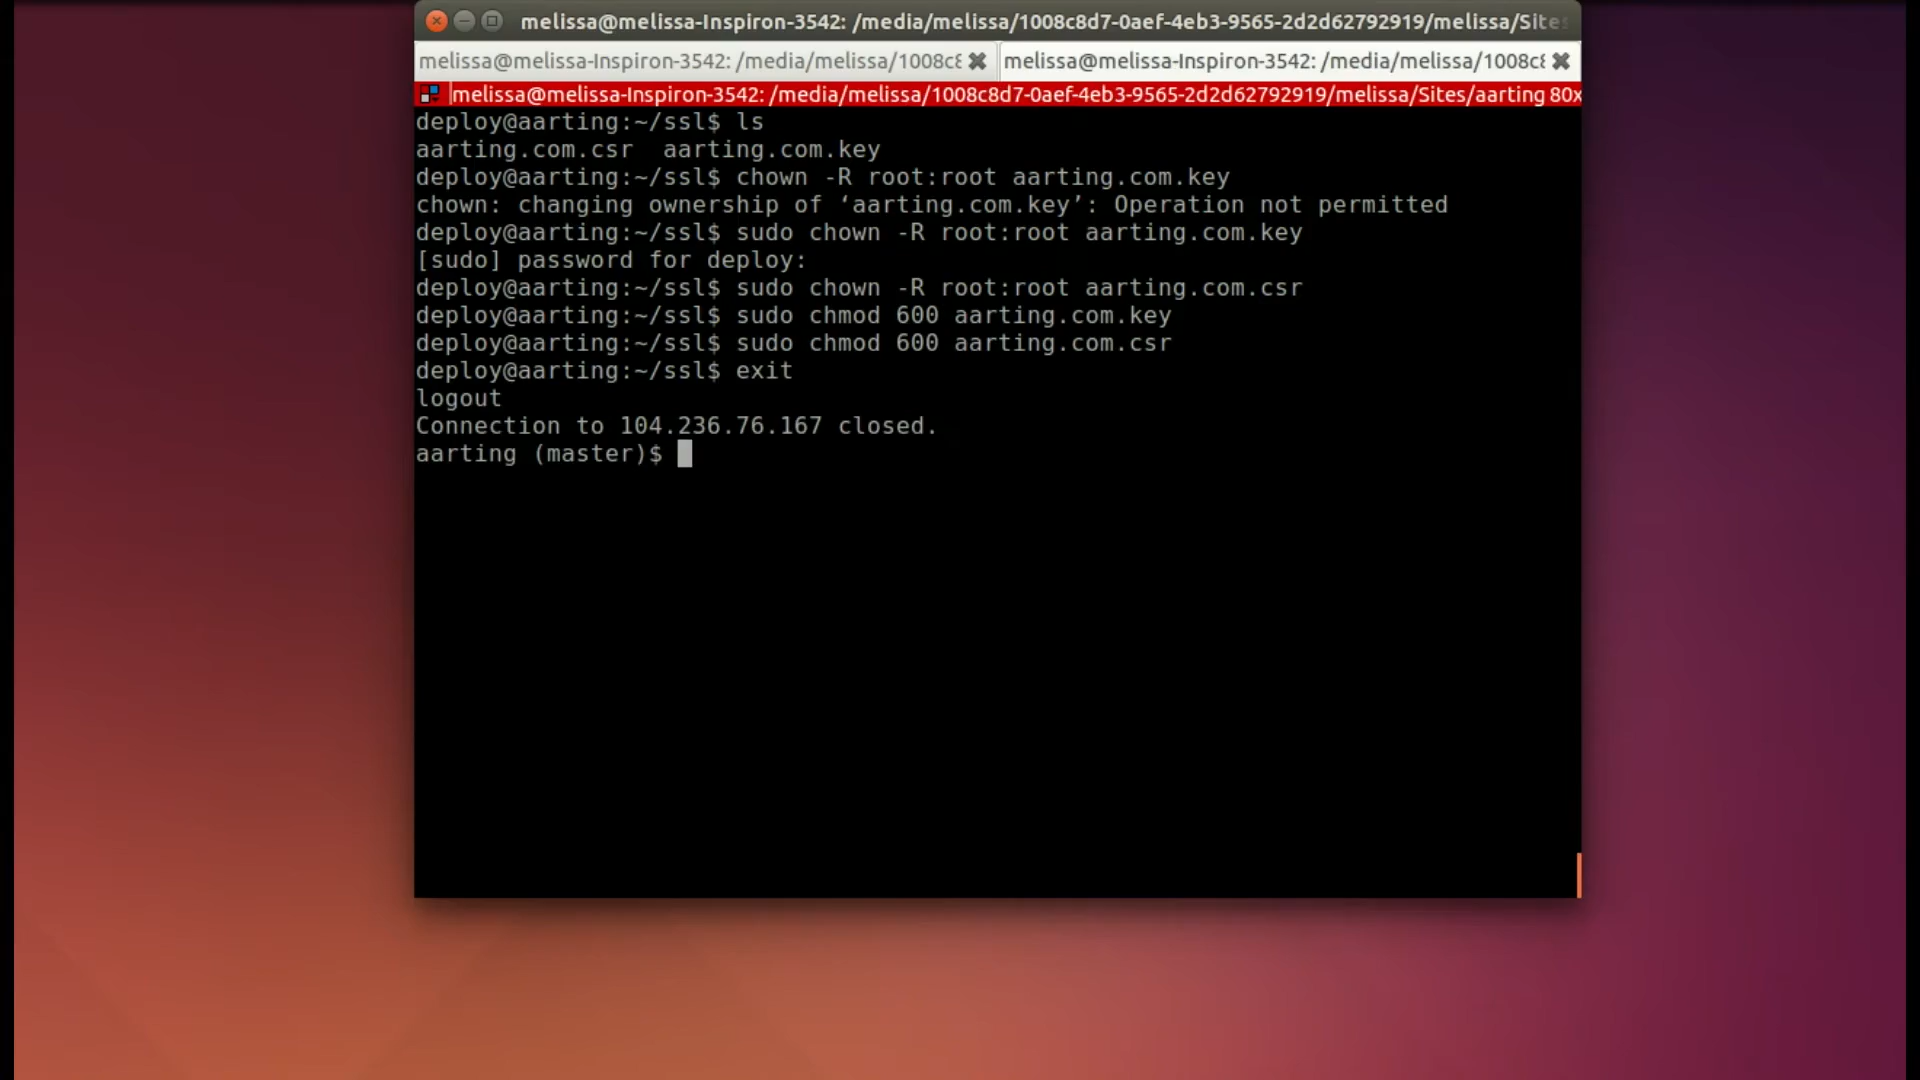 melissa@melissa-Inspiron-3542: /media/melissa/1008c8d7-0aef-4eb3-9565-2d2d62792919/melissa/Sites
melissa@melissa-Inspiron-3542: /media/melissa/1008c8 melissa@melissa-Inspiron-3542: /media/melissa/1008c8
melissa@melissa-Inspiron-3542: /media/melissa/1008c8d7-0aef-4eb3-9565-2d2d62792919/melissa/Sites/aarting 80x
deploy@aarting:~/ssl$ ls
aarting.com.csr  aarting.com.key
deploy@aarting:~/ssl$ chown -R root:root aarting.com.key
chown: changing ownership of ‘aarting.com.key’: Operation not permitted
deploy@aarting:~/ssl$ sudo chown -R root:root aarting.com.key
[sudo] password for deploy:
deploy@aarting:~/ssl$ sudo chown -R root:root aarting.com.csr
deploy@aarting:~/ssl$ sudo chmod 600 aarting.com.key
deploy@aarting:~/ssl$ sudo chmod 600 aarting.com.csr
deploy@aarting:~/ssl$ exit
logout
Connection to 104.236.76.167 closed.
aarting (master)$